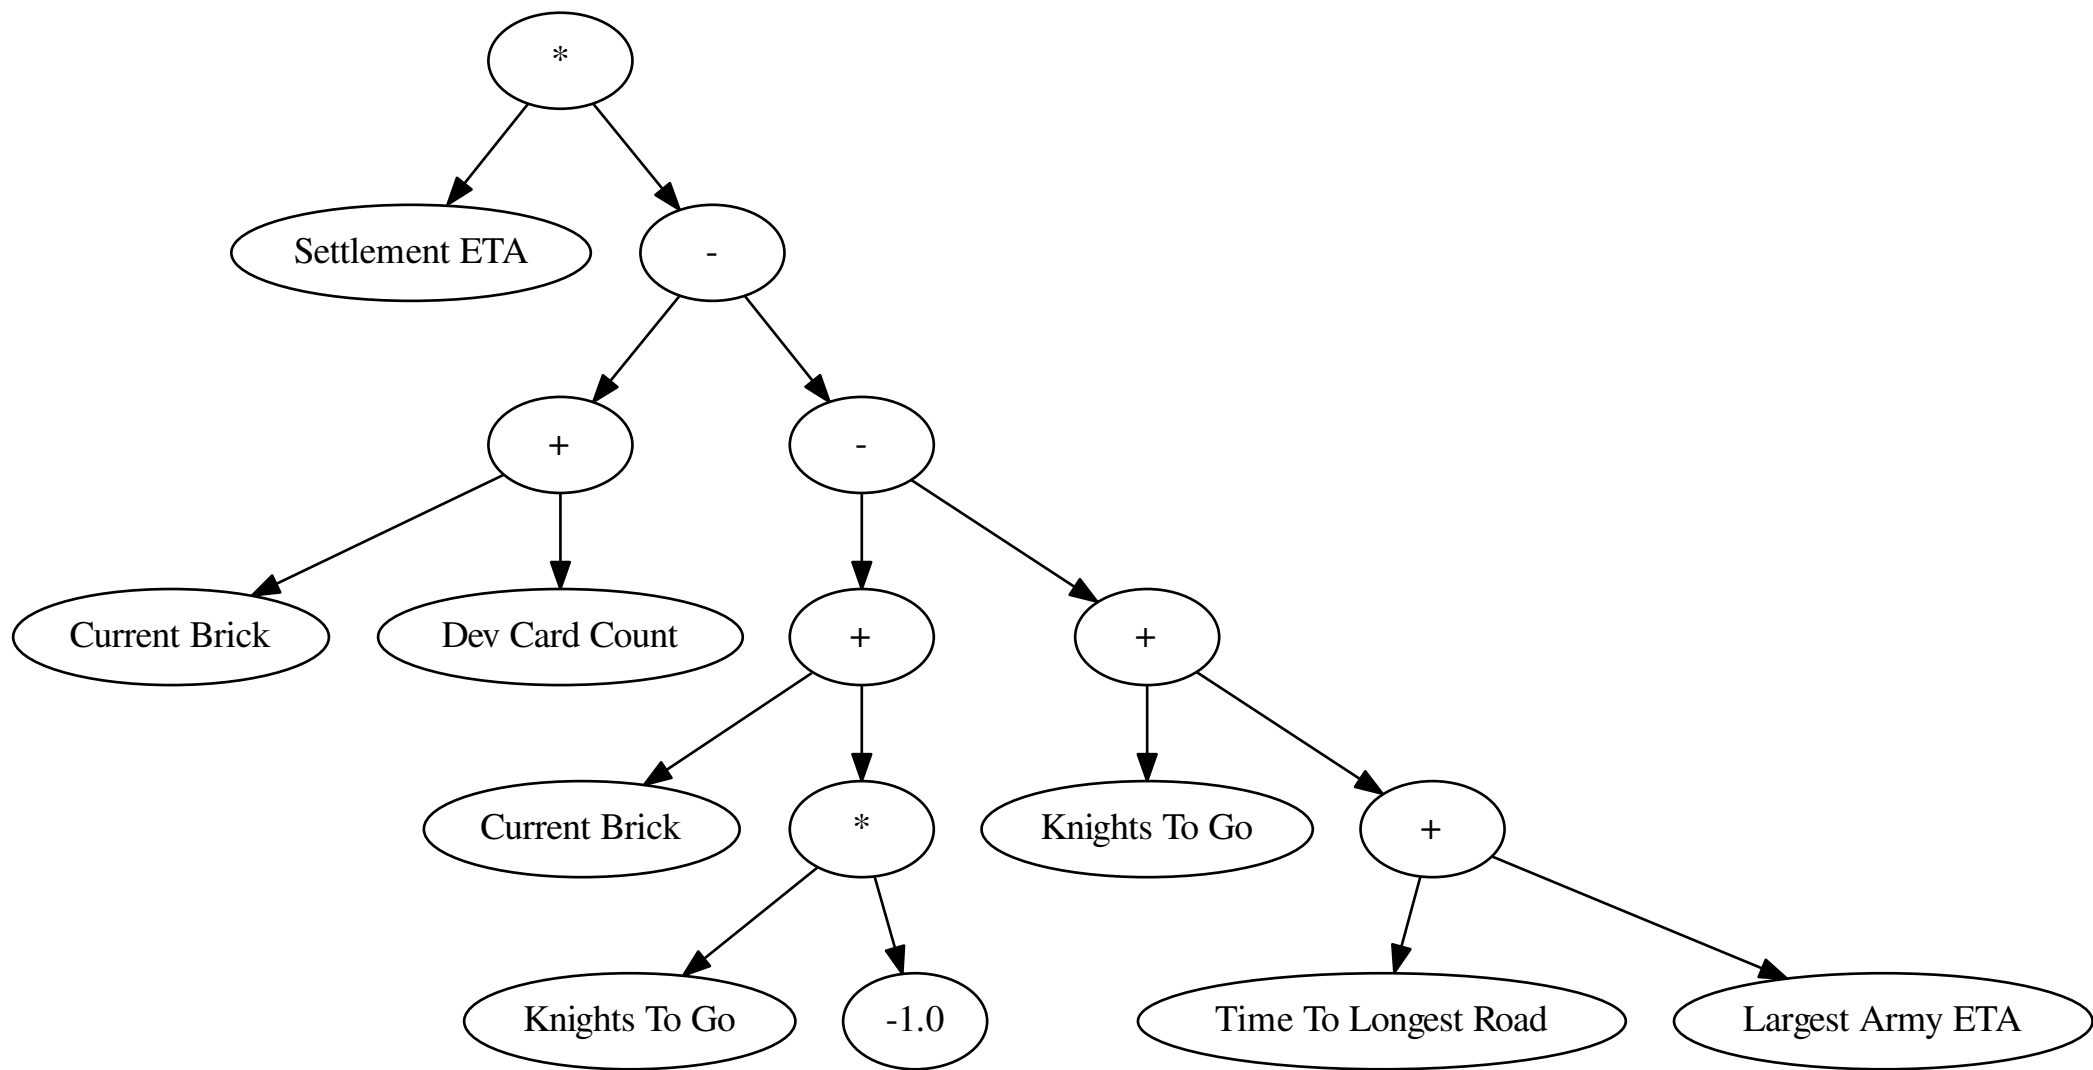 *
Settlement ETA
-
+
-
Current Brick
Dev Card Count
+
+
Current Brick
*
Knights To Go
+
Knights To Go
-1.0
Time To Longest Road
Largest Army ETA